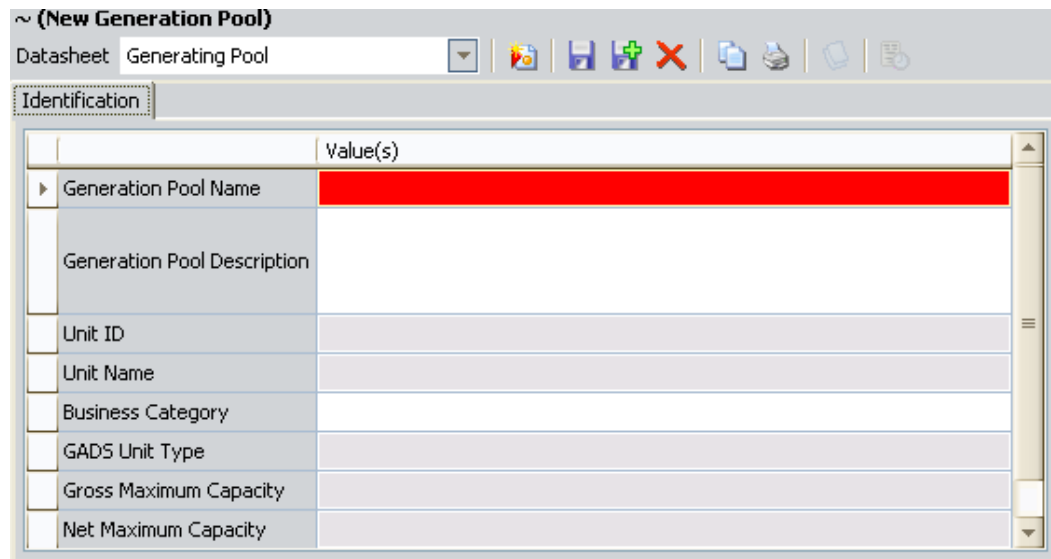 ~ (New Generation Pool)
Datasheet Generating Pool
Identification
Value(s)
Generation Pool Name
Generation Pool Description
Unit ID
Unit Name
Business Category
GADS Unit Type
Gross Maximum Capacity
Net Maximum Capacity